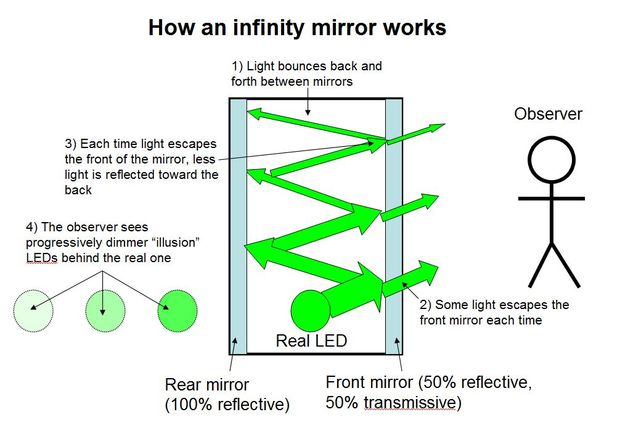 How an infinity mirror works
1) Light bounces back and
forth between mirrors
Observer
3) Each time light escapes
the front of the mirror, less
light is reflected toward the
back
4) The observer sees
progressively dimmer “illusion”
LEDs behind the real one
2) Some light escapes the
front mirror each time
Real LED
Rear mirror
(100% reflective)
Front mirror (50% reflective,
50% transmissive)